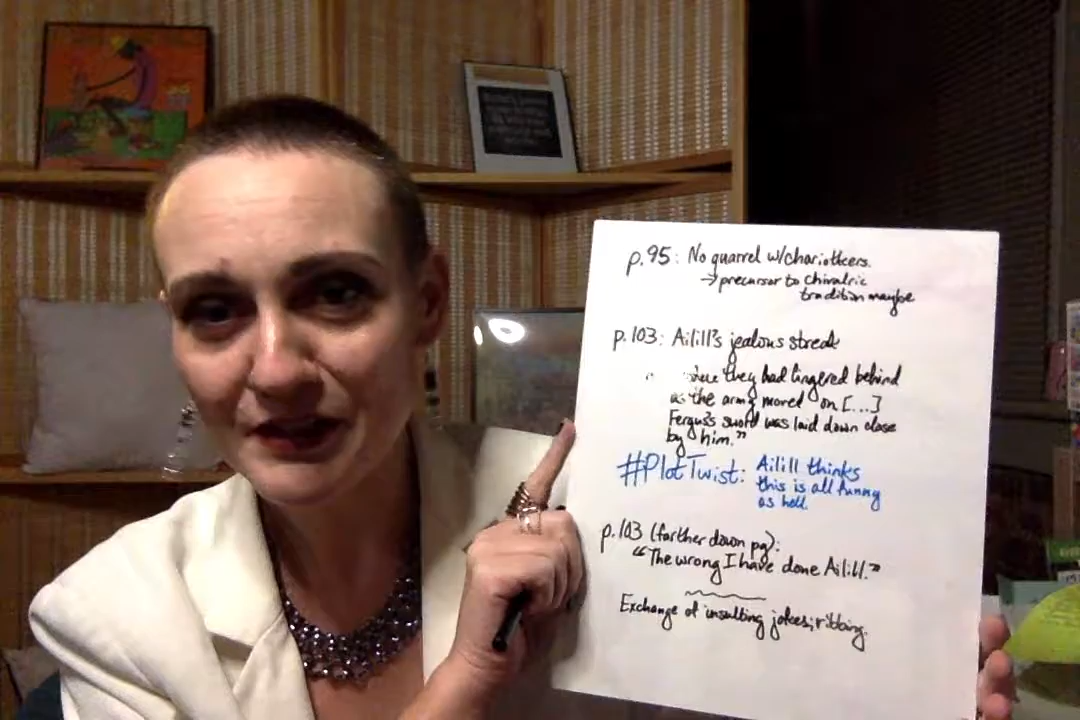 p.95: No quarrel w/charioteers.
→ precursor to chivalric
tradition maybe
p.103: Ailill's jealous streak
" they had lingered behind
as the army moved on [...]
Fergus's sword was laid down close
by him."
#PlotTwist: Ailill thinks
this is all funny
as hell.
p.103 (farther down pg):
"The wrong I have done Ailill."
Exchange of insulting jokes; ribbing.